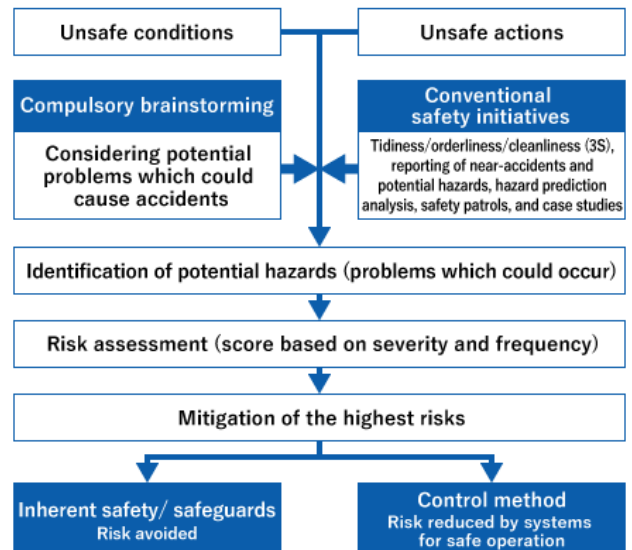 Unsafe conditions
Unsafe actions
Compulsory brainstorming
Considering potential
problems which could
cause accidents
Conventional
safety initiatives
Tidiness/orderliness/cleanliness (3S),
reporting of near-accidents and
potential hazards, hazard prediction
analysis, safety patrols, and case studies
Identification of potential hazards (problems which could occur)
Risk assessment (score based on severity and frequency)
Mitigation of the highest risks
Inherent safety/ safeguards
Risk avoided
Control method
Risk reduced by systems
for safe operation